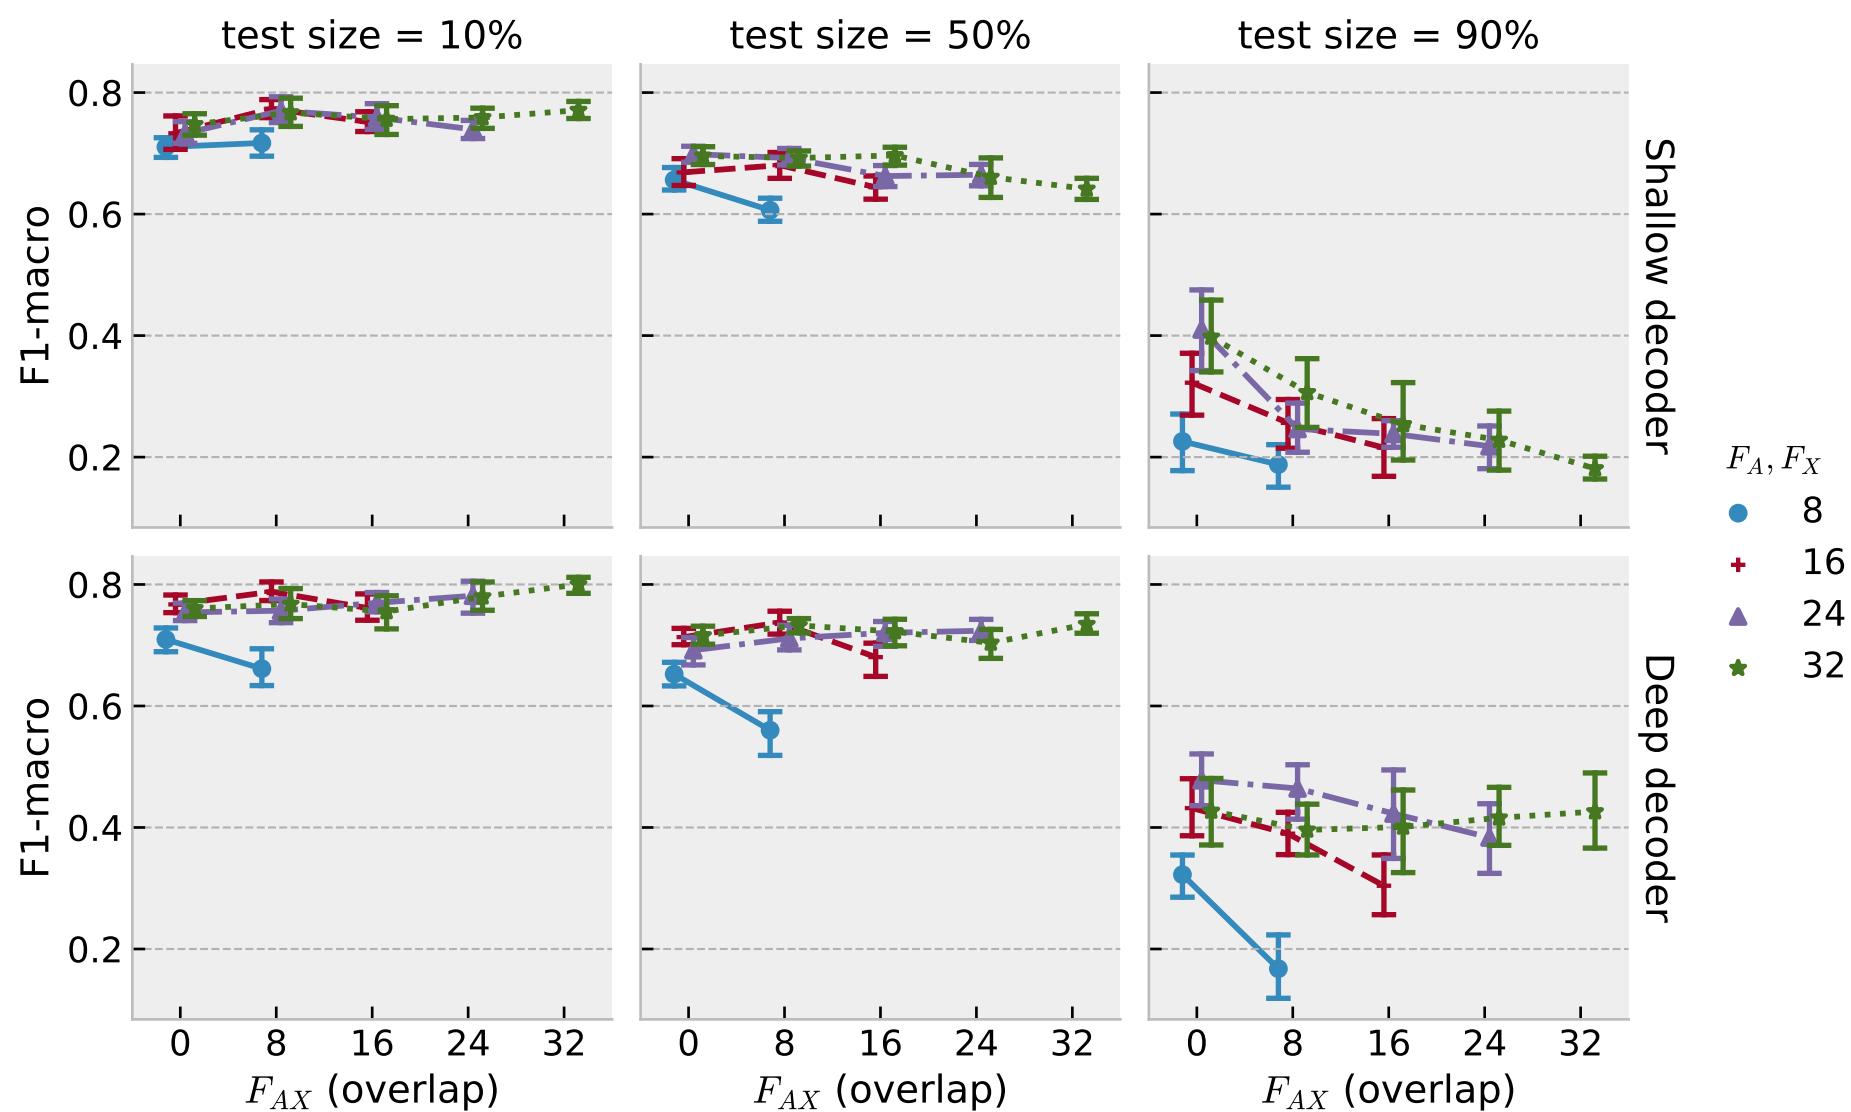 test size = 10%
test size = 50%
test size = 90%
F1-macro
0.8
0.6
0.4
0.2
Shallow decoder
F1-macro
0.8
0.6
0.4
0.2
Deep decoder
0 8 16 24 32
0 8 16 24 32
0 8 16 24 32
F_AX (overlap)
F_AX (overlap)
F_AX (overlap)
F_A, F_X
8
16
24
32